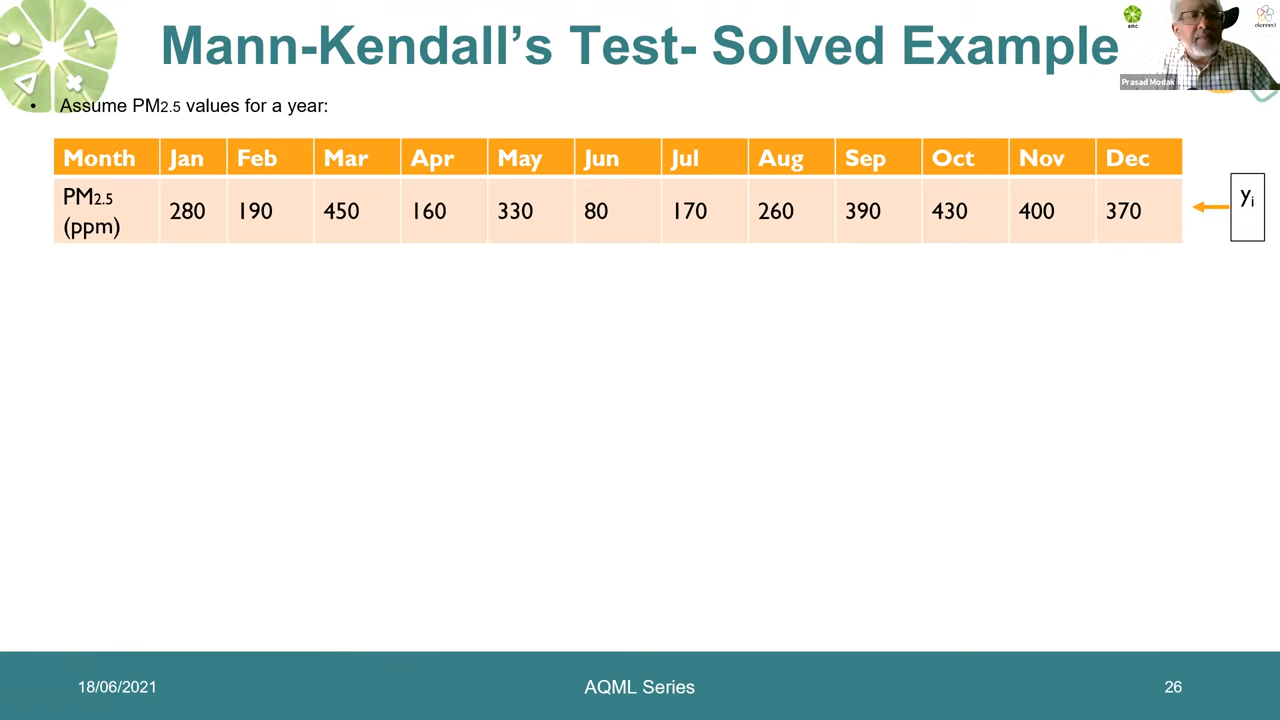 Mann-Kendall's Test- Solved Example
emc
ekonnect
Prasad Modak
• Assume PM2.5 values for a year:
Month Jan Feb Mar Apr May Jun Jul Aug Sep Oct Nov Dec
PM2.5 (ppm) 280 190 450 160 330 80 170 260 390 430 400 370
yi
18/06/2021 AQML Series 26